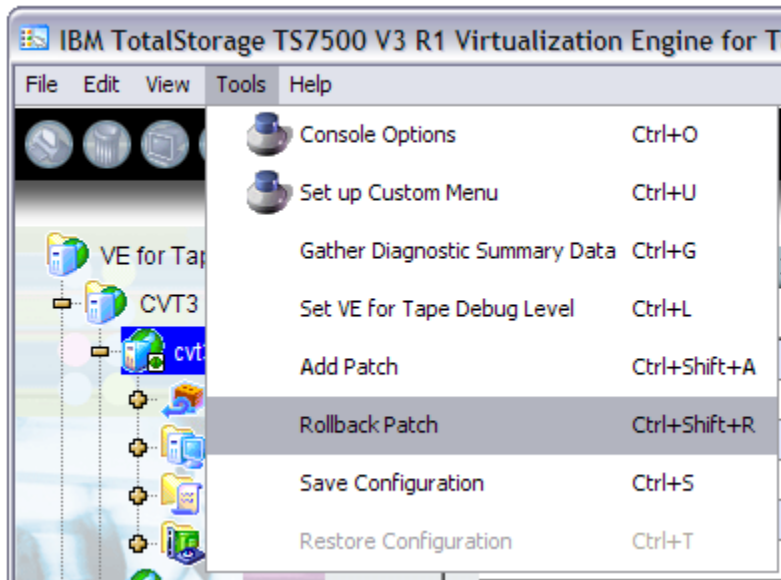 IBM TotalStorage TS7500 V3 R1 Virtualization Engine for T
File Edit View Tools Help
Console Options Ctrl+O
Set up Custom Menu Ctrl+U
VE for Tap
Gather Diagnostic Summary Data Ctrl+G
CVT3
Set VE for Tape Debug Level Ctrl+L
cvt
Add Patch Ctrl+Shift+A
Rollback Patch Ctrl+Shift+R
Save Configuration Ctrl+S
Restore Configuration Ctrl+T